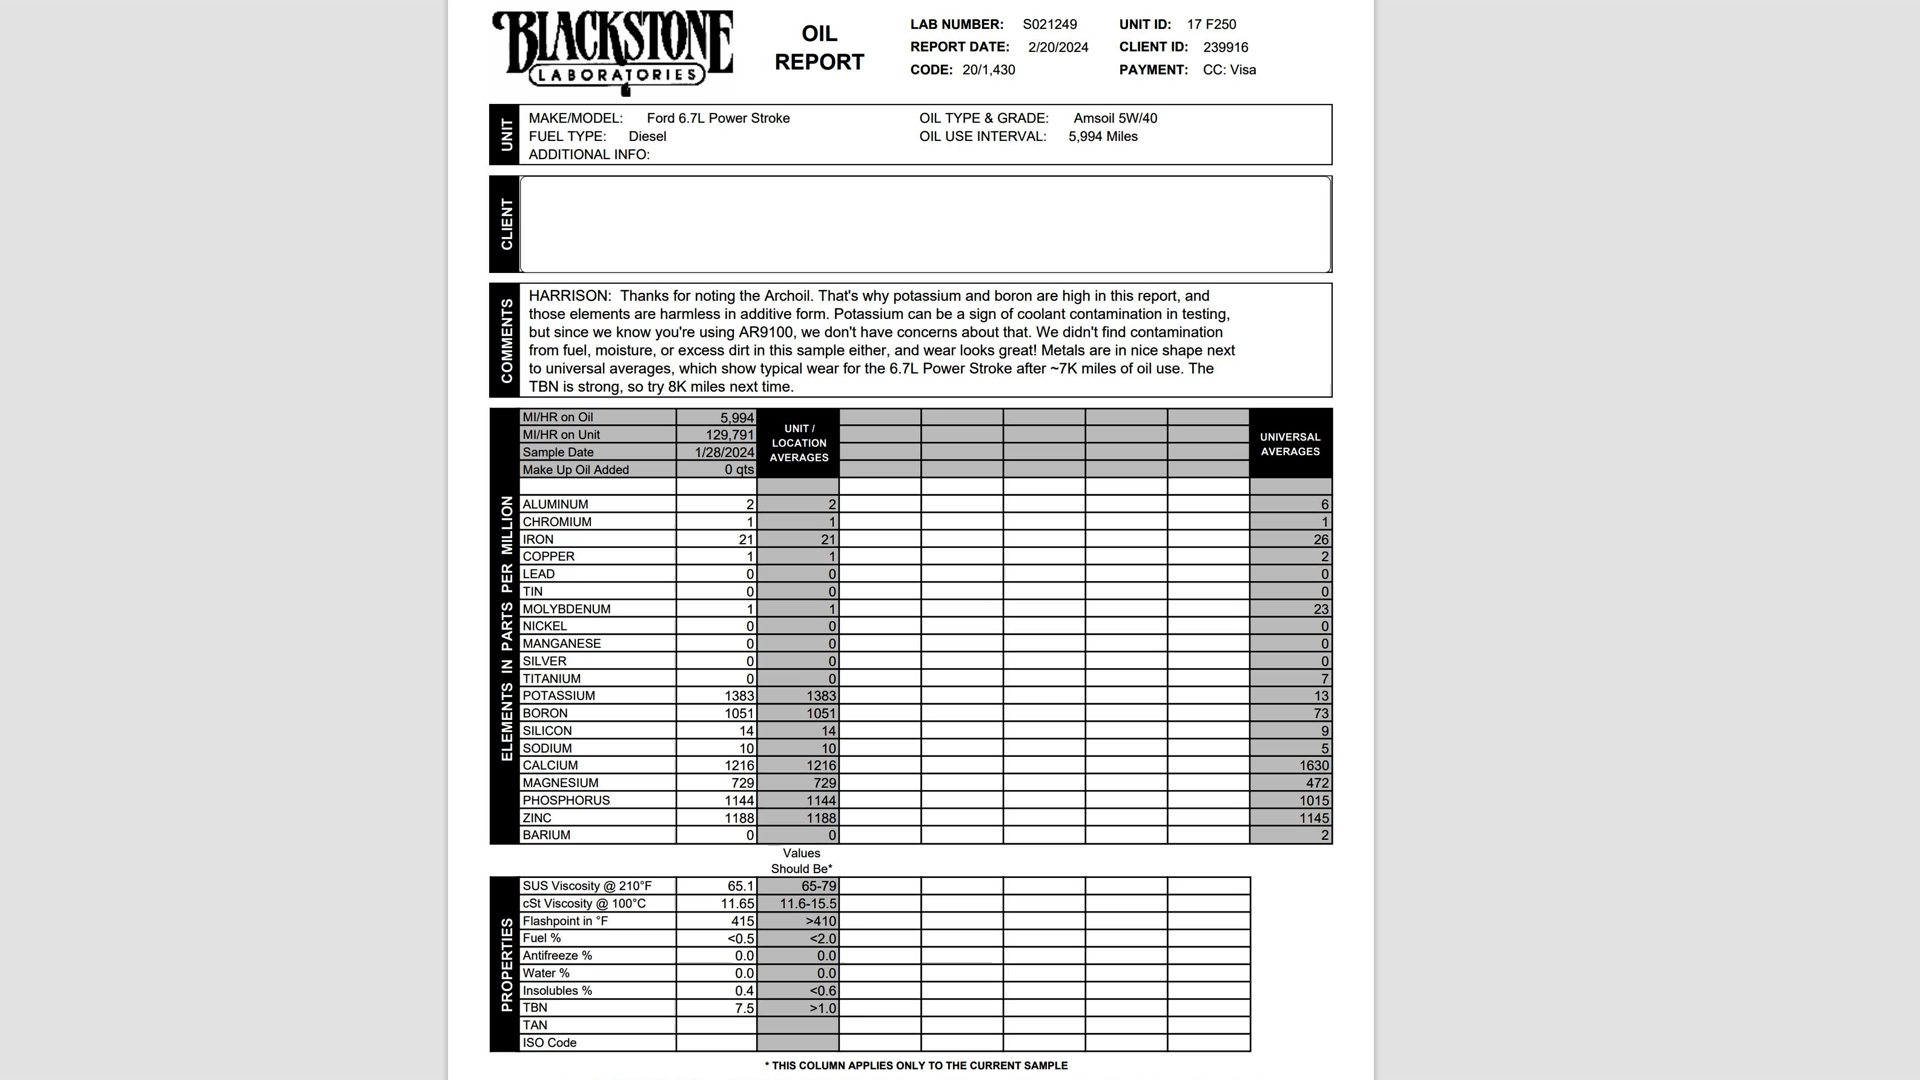 BLACKSTONE
LABORATORIES
OIL
REPORT
LAB NUMBER: S021249
REPORT DATE: 2/20/2024
CODE: 20/1,430
UNIT ID: 17 F250
CLIENT ID: 239916
PAYMENT: CC: Visa
UNIT
MAKE/MODEL: Ford 6.7L Power Stroke
FUEL TYPE: Diesel
ADDITIONAL INFO:
OIL TYPE & GRADE: Amsoil 5W/40
OIL USE INTERVAL: 5,994 Miles
CLIENT
COMMENTS
HARRISON: Thanks for noting the Archoil. That's why potassium and boron are high in this report, and
those elements are harmless in additive form. Potassium can be a sign of coolant contamination in testing,
but since we know you're using AR9100, we don't have concerns about that. We didn't find contamination
from fuel, moisture, or excess dirt in this sample either, and wear looks great! Metals are in nice shape next
to universal averages, which show typical wear for the 6.7L Power Stroke after ~7K miles of oil use. The
TBN is strong, so try 8K miles next time.
MI/HR on Oil 5,994
MI/HR on Unit 129,791
Sample Date 1/28/2024
Make Up Oil Added 0 qts
UNIT /
LOCATION
AVERAGES
UNIVERSAL
AVERAGES
ELEMENTS IN PARTS PER MILLION
ALUMINUM 2 2 6
CHROMIUM 1 1 1
IRON 21 21 26
COPPER 1 1 2
LEAD 0 0 0
TIN 0 0 0
MOLYBDENUM 1 1 23
NICKEL 0 0 0
MANGANESE 0 0 0
SILVER 0 0 0
TITANIUM 0 0 7
POTASSIUM 1383 1383 13
BORON 1051 1051 73
SILICON 14 14 9
SODIUM 10 10 5
CALCIUM 1216 1216 1630
MAGNESIUM 729 729 472
PHOSPHORUS 1144 1144 1015
ZINC 1188 1188 1145
BARIUM 0 0 2
Values
Should Be*
PROPERTIES
SUS Viscosity @ 210°F 65.1 65-79
cSt Viscosity @ 100°C 11.65 11.6-15.5
Flashpoint in °F 415 >410
Fuel % <0.5 <2.0
Antifreeze % 0.0 0.0
Water % 0.0 0.0
Insolubles % 0.4 <0.6
TBN 7.5 >1.0
TAN
ISO Code
* THIS COLUMN APPLIES ONLY TO THE CURRENT SAMPLE